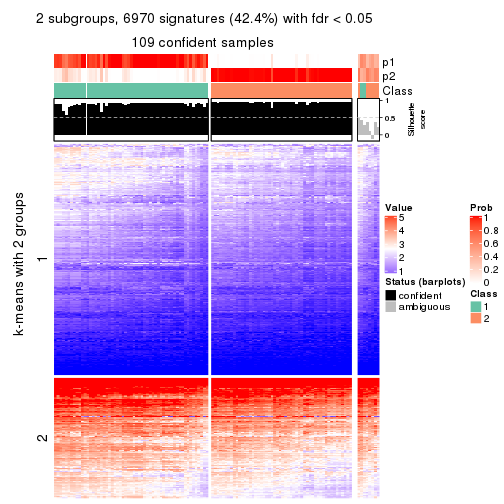 2 subgroups, 6970 signatures (42.4%) with fdr < 0.05
109 confident samples
p1
p2
Class
1
0.5
0
Silhouette
score
k-means with 2 groups
1
2
Value
5
4
3
2
1
Status (barplots)
confident
ambiguous
Prob
1
0.8
0.6
0.4
0.2
0
Class
1
2